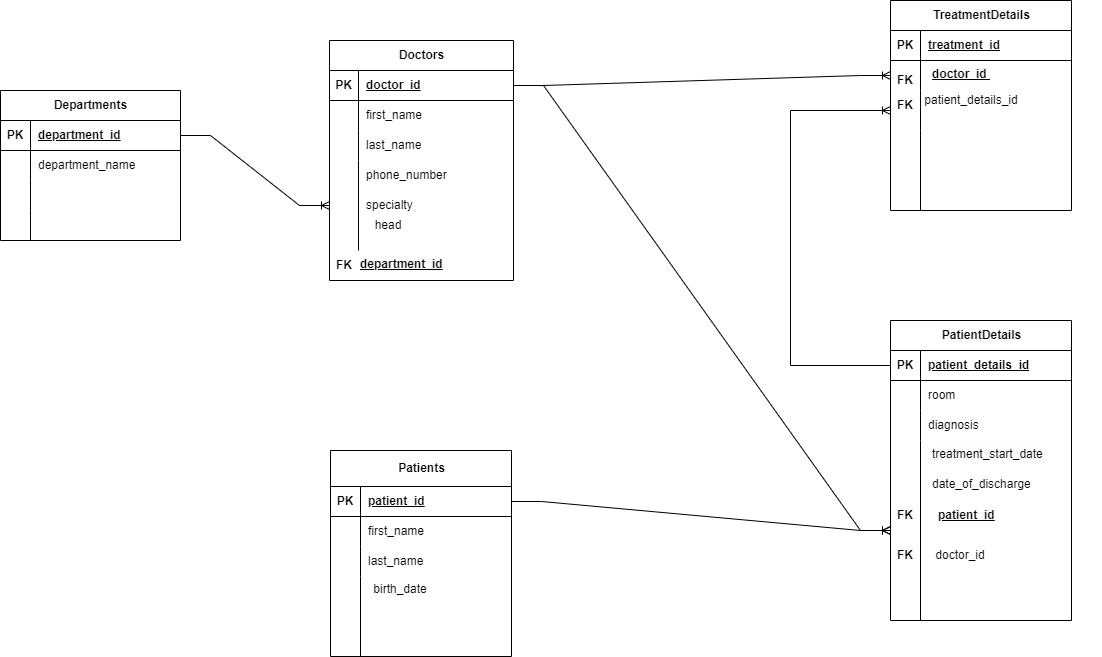 Departments
PK department_id
department_name
Doctors
PK doctor_id
first_name
last_name
phone_number
specialty
head
FK department_id
TreatmentDetails
PK treatment_id
FK doctor_id
FK patient_details_id
Patients
PK patient_id
first_name
last_name
birth_date
PatientDetails
PK patient_details_id
room
diagnosis
treatment_start_date
date_of_discharge
FK patient_id
FK doctor_id